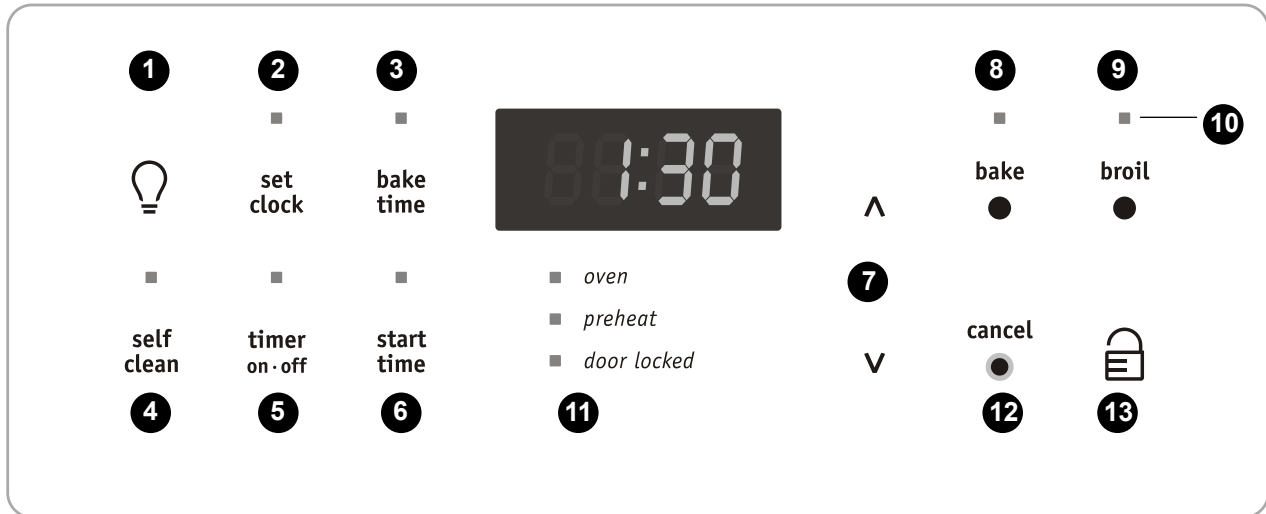 1
2
3
8
9
10
set
clock
bake
time
1:30
bake
broil
7
oven
preheat
door locked
self
clean
timer
on·off
start
time
cancel
4
5
6
11
12
13